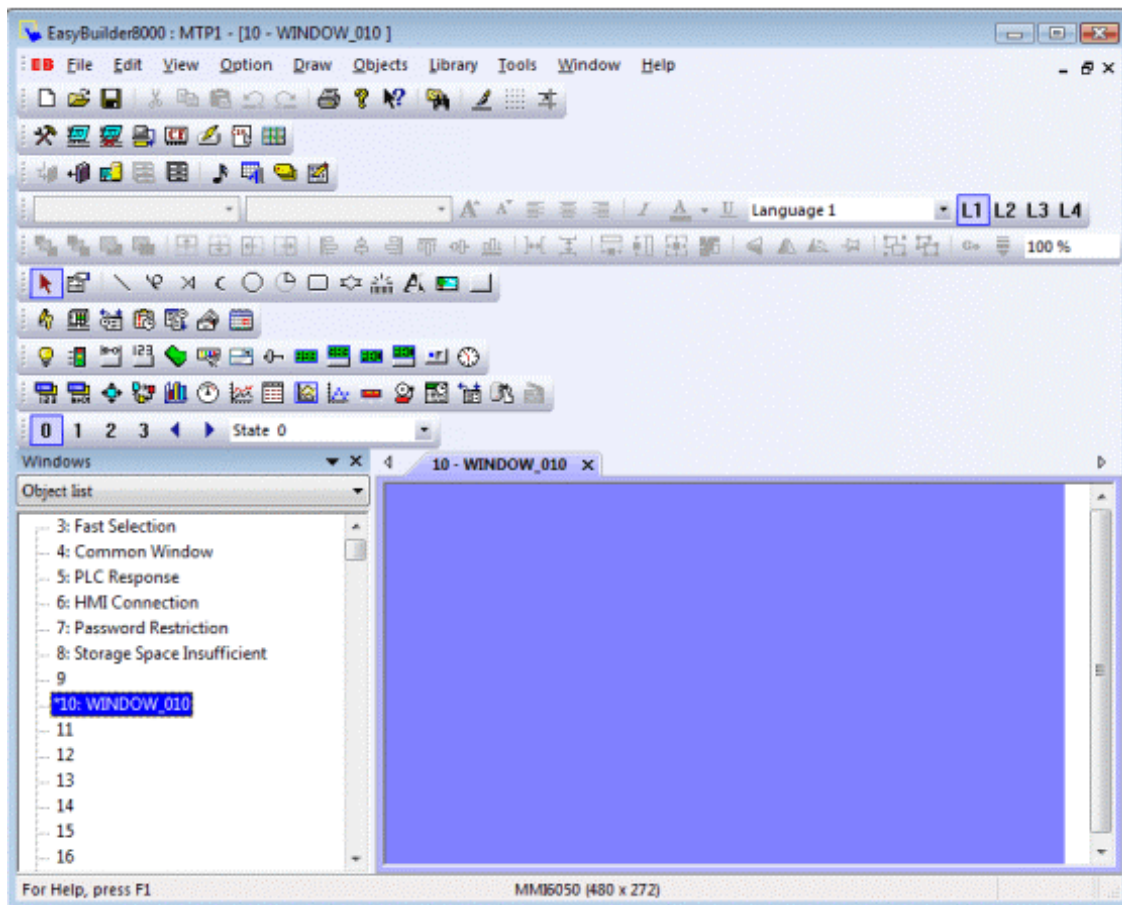 EasyBuilder8000 : MTP1 - [10 - WINDOW_010 ]
EB File Edit View Option Draw Objects Library Tools Window Help
Language 1 L1 L2 L3 L4
100 %
0 1 2 3 State 0
Windows
10 - WINDOW_010
Object list
3: Fast Selection
4: Common Window
5: PLC Response
6: HMI Connection
7: Password Restriction
8: Storage Space Insufficient
9
*10: WINDOW_010
11
12
13
14
15
16
For Help, press F1 MMI6050 (480 x 272)